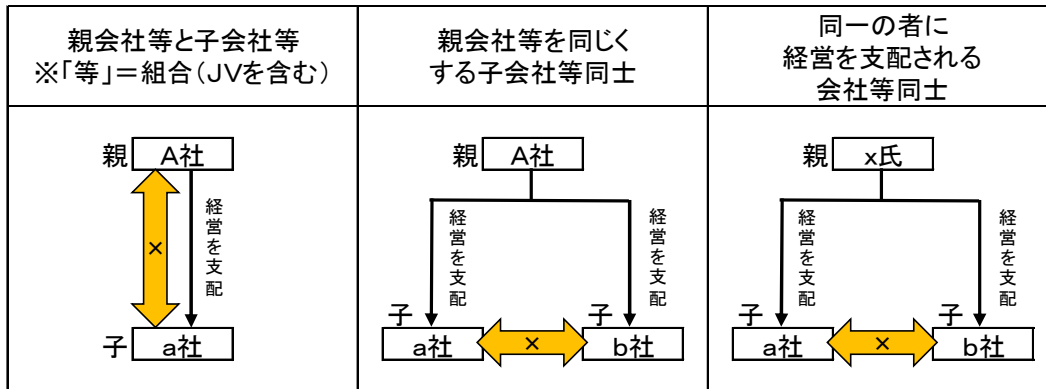 親会社等と子会社等
※「等」＝組合（JVを含む）
親会社等を同じく
する子会社等同士
同一の者に
経営を支配される
会社等同士
親 A社
経営を支配
×
子 a社
親 A社
経営を支配
経営を支配
子 子
a社 × b社
親 x氏
経営を支配
経営を支配
子 子
a社 × b社